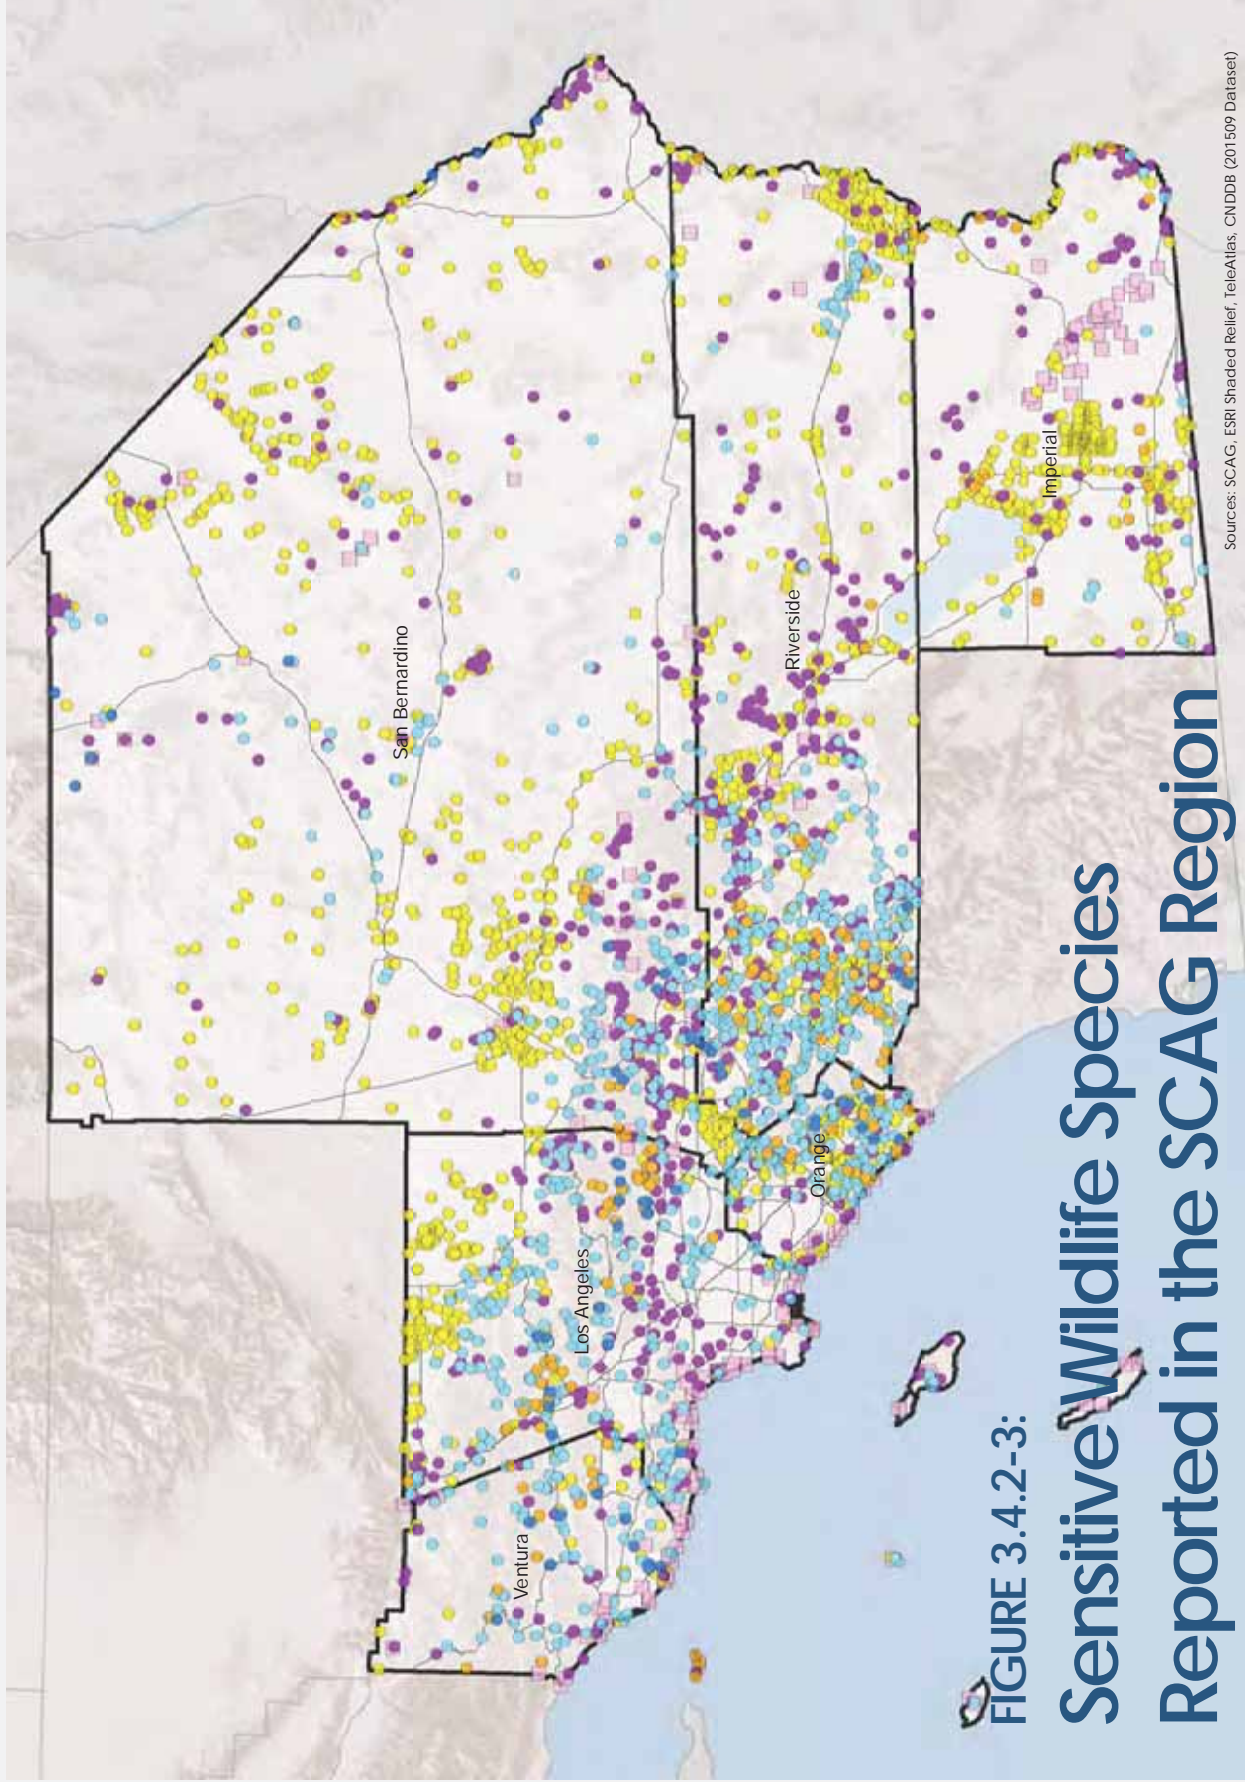 San Bernardino
Los Angeles
Ventura
Riverside
Orange
Imperial
FIGURE 3.4.2-3:
Sensitive Wildlife Species
Reported in the SCAG Region
Sources: SCAG, ESRI Shaded Relief, TeleAtlas, CNDDB (201509 Dataset)